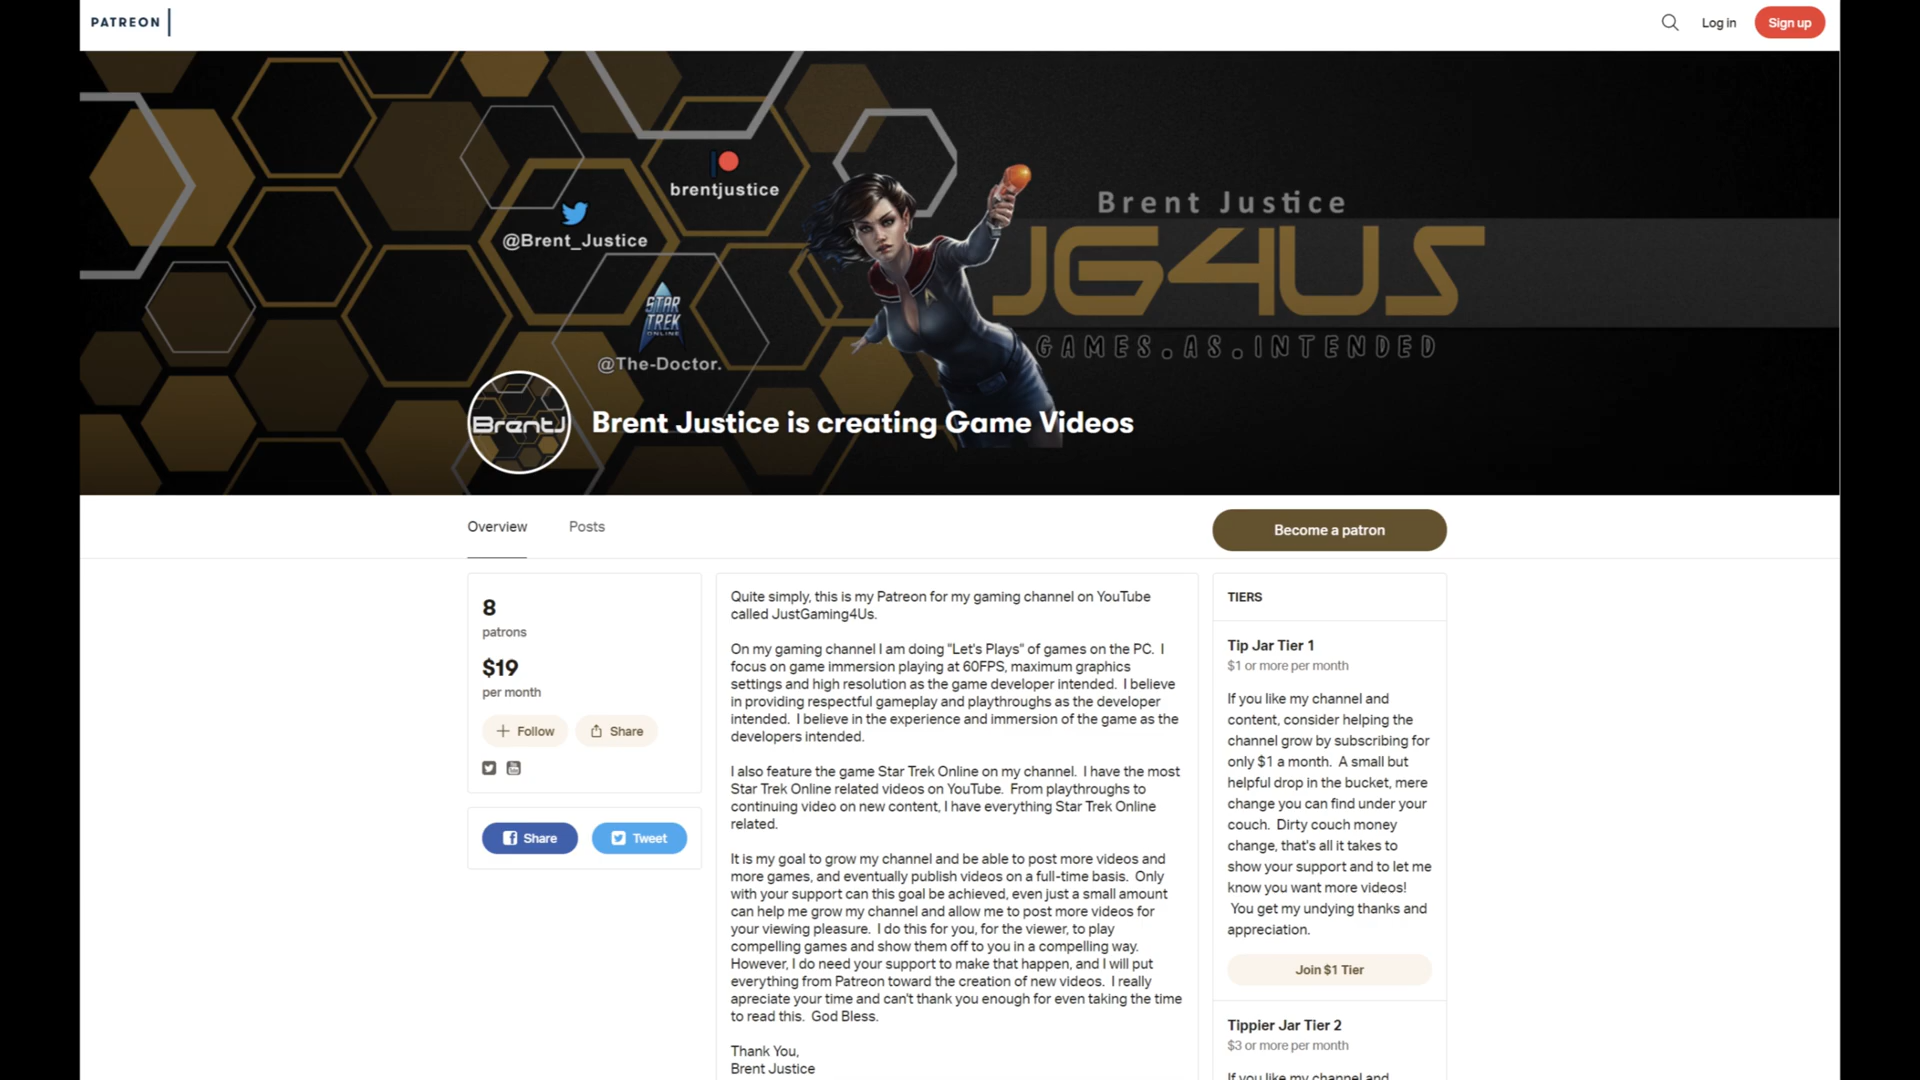 PATREON
Log in
Sign up
brentjustice
@Brent_Justice
STAR
TREK
ONLINE
@The-Doctor.
Brent Justice
JG4US
GAMES.AS.INTENDED
BrentJ
Brent Justice is creating Game Videos
Overview
Posts
Become a patron
8
patrons
$19
per month
Follow
Share
Share
Tweet
Quite simply, this is my Patreon for my gaming channel on YouTube
called JustGaming4Us.
On my gaming channel I am doing "Let's Plays" of games on the PC.  I
focus on game immersion playing at 60FPS, maximum graphics
settings and high resolution as the game developer intended.  I believe
in providing respectful gameplay and playthroughs as the developer
intended.  I believe in the experience and immersion of the game as the
developers intended.
I also feature the game Star Trek Online on my channel.  I have the most
Star Trek Online related videos on YouTube.  From playthroughs to
continuing video on new content, I have everything Star Trek Online
related.
It is my goal to grow my channel and be able to post more videos and
more games, and eventually publish videos on a full-time basis.  Only
with your support can this goal be achieved, even just a small amount
can help me grow my channel and allow me to post more videos for
your viewing pleasure.  I do this for you, for the viewer, to play
compelling games and show them off to you in a compelling way.
However, I do need your support to make that happen, and I will put
everything from Patreon toward the creation of new videos.  I really
apreciate your time and can't thank you enough for even taking the time
to read this.  God Bless.
Thank You,
Brent Justice
TIERS
Tip Jar Tier 1
$1 or more per month
If you like my channel and
content, consider helping the
channel grow by subscribing for
only $1 a month.  A small but
helpful drop in the bucket, mere
change you can find under your
couch.  Dirty couch money
change, that's all it takes to
show your support and to let me
know you want more videos!
You get my undying thanks and
appreciation.
Join $1 Tier
Tippier Jar Tier 2
$3 or more per month
If you like my channel and